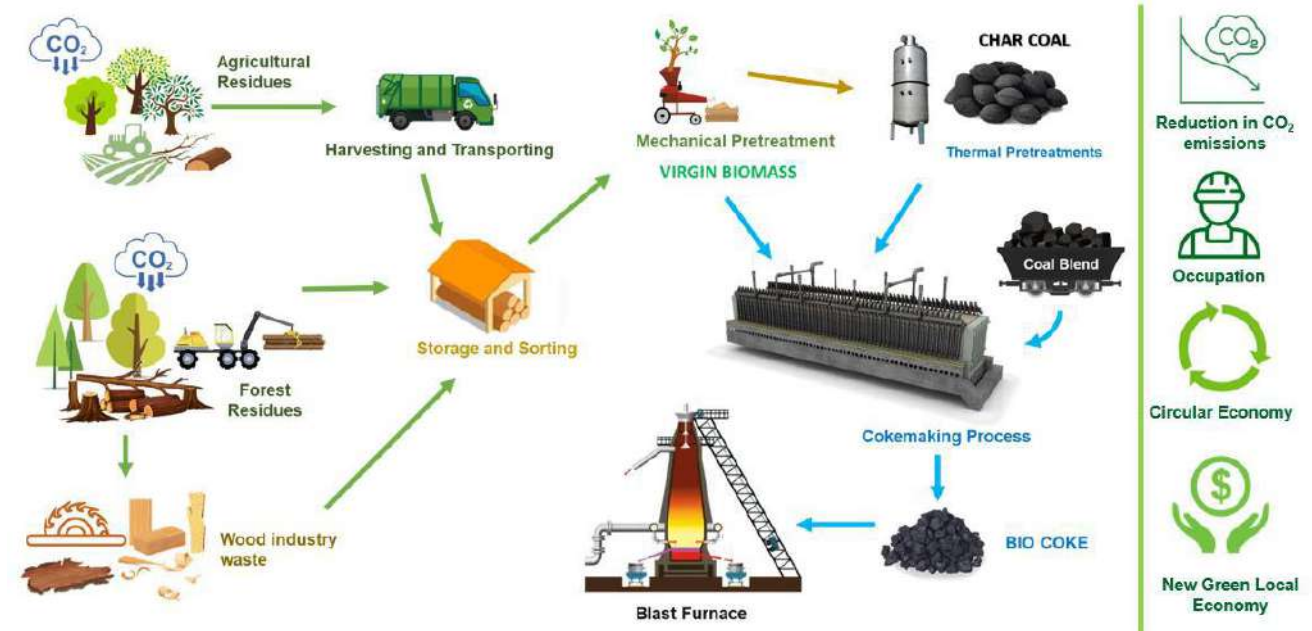 CO₂
Agricultural
Residues
Harvesting and Transporting
Mechanical Pretreatment
VIRGIN BIOMASS
CHAR COAL
Thermal Pretreatments
CO₂
Forest
Residues
Storage and Sorting
Coal Blend
Cokemaking Process
Wood industry
waste
Blast Furnace
BIO COKE
CO₂
Reduction in CO₂
emissions
Occupation
Circular Economy
$
New Green Local
Economy